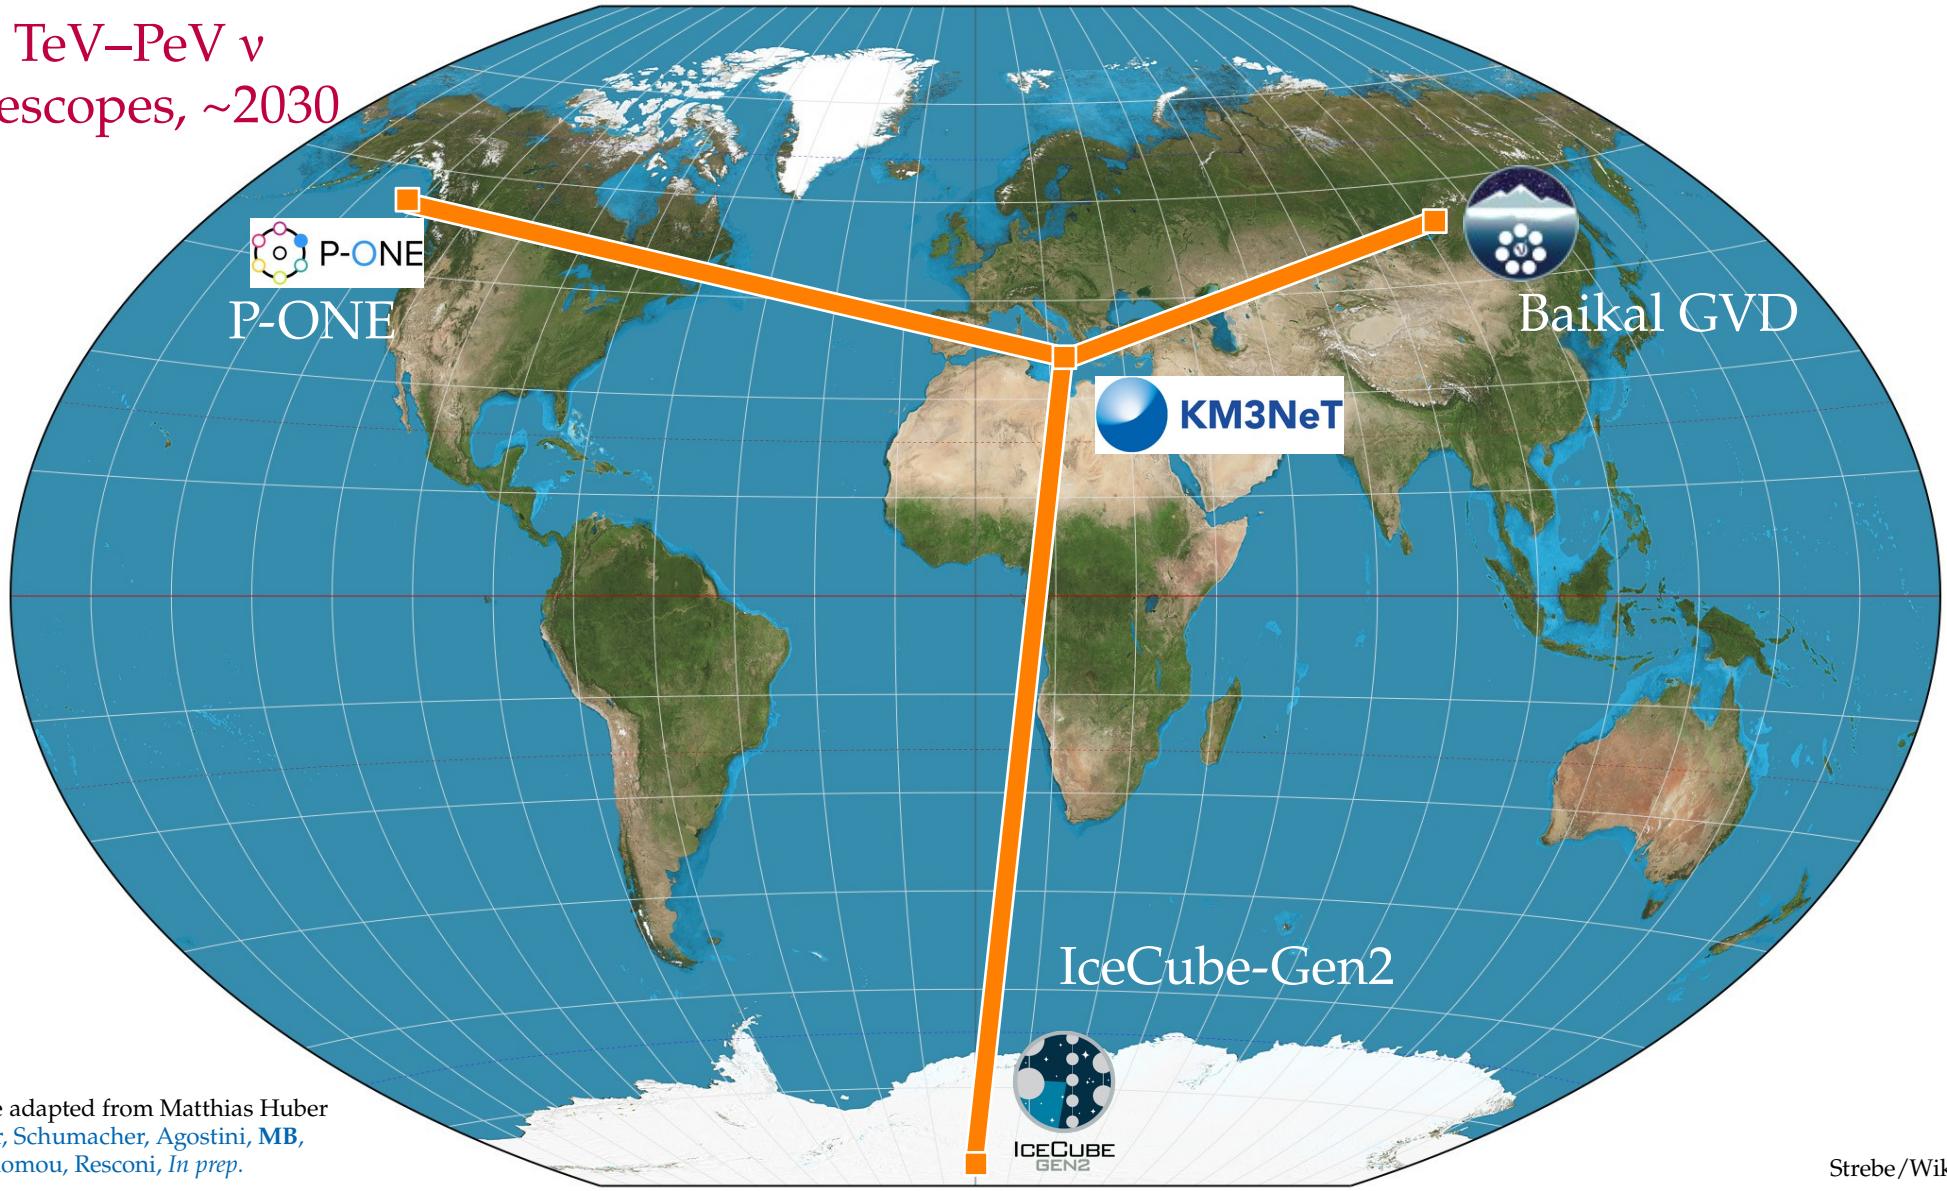 TeV–PeV ν
escopes, ~2030
P-ONE
P-ONE
Baikal GVD
KM3NeT
IceCube-Gen2
ICECUBE
GEN2
adapted from Matthias Huber
, Schumacher, Agostini, MB,
omou, Resconi, In prep.
Strebe/Wik